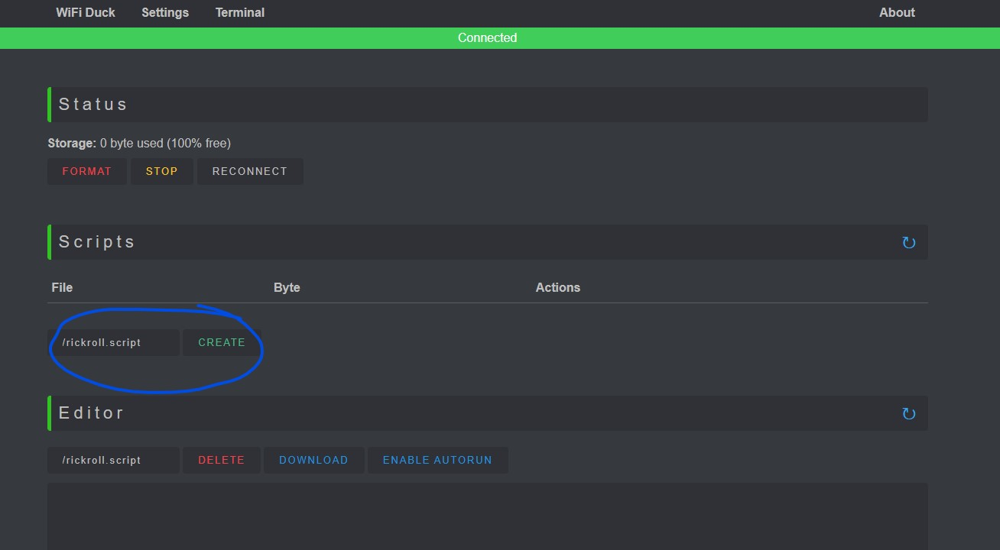 WiFi Duck Settings Terminal About
Connected
Status
Storage: 0 byte used (100% free)
FORMAT STOP RECONNECT
Scripts
File Byte Actions
/rickroll.script CREATE
Editor
/rickroll.script DELETE DOWNLOAD ENABLE AUTORUN